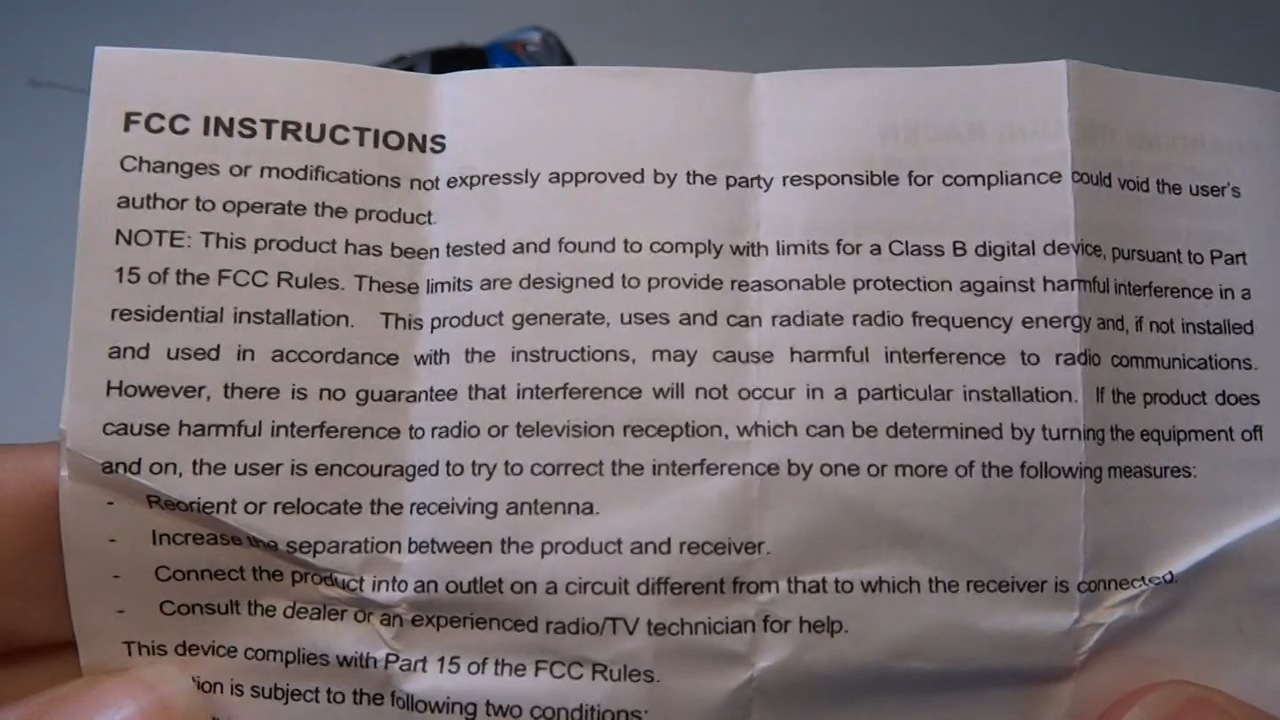 FCC INSTRUCTIONS
Changes or modifications not expressly approved by the party responsible for compliance could void the user's
author to operate the product.
NOTE: This product has been tested and found to comply with limits for a Class B digital device, pursuant to Part
15 of the FCC Rules. These limits are designed to provide reasonable protection against harmful interference in a
residential installation. This product generate, uses and can radiate radio frequency energy and, if not installed
and used in accordance with the instructions, may cause harmful interference to radio communications.
However, there is no guarantee that interference will not occur in a particular installation. If the product does
cause harmful interference to radio or television reception, which can be determined by turning the equipment off
and on, the user is encouraged to try to correct the interference by one or more of the following measures:
- Reorient or relocate the receiving antenna.
- Increase the separation between the product and receiver.
- Connect the product into an outlet on a circuit different from that to which the receiver is connected.
- Consult the dealer or an experienced radio/TV technician for help.
This device complies with Part 15 of the FCC Rules.
is subject to the following two conditions: